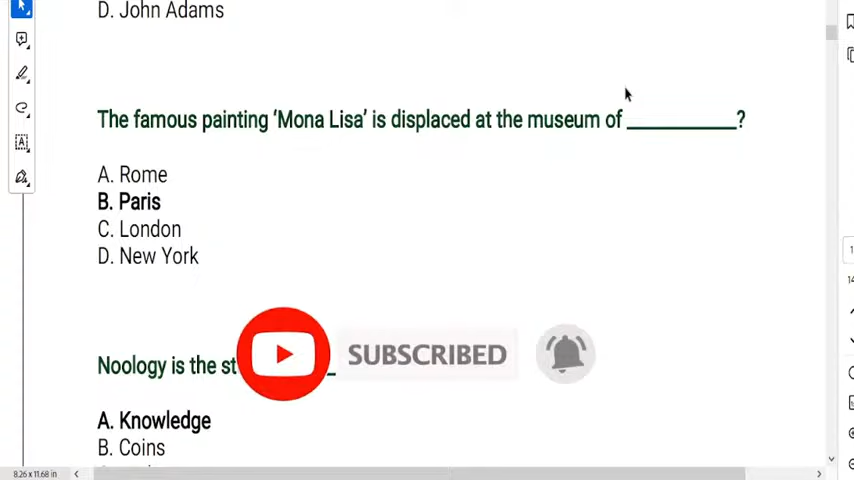 D. John Adams
The famous painting ‘Mona Lisa’ is displaced at the museum of __________?
A. Rome
B. Paris
C. London
D. New York
Noology is the st
SUBSCRIBED
A. Knowledge
B. Coins
8.26 x 11.68 in